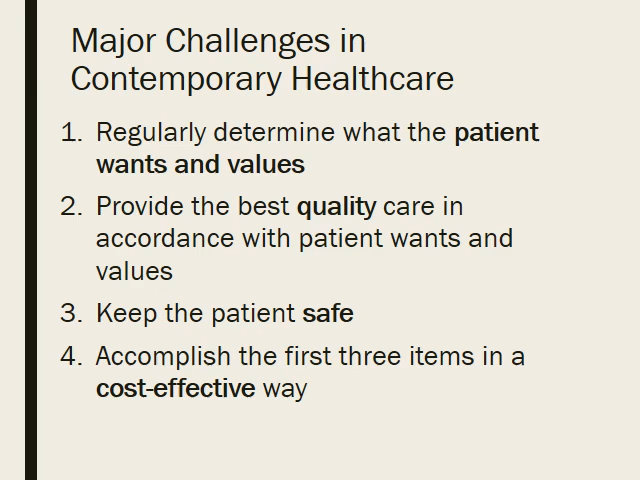 Major Challenges in
Contemporary Healthcare
1. Regularly determine what the patient
wants and values
2. Provide the best quality care in
accordance with patient wants and
values
3. Keep the patient safe
4. Accomplish the first three items in a
cost-effective way